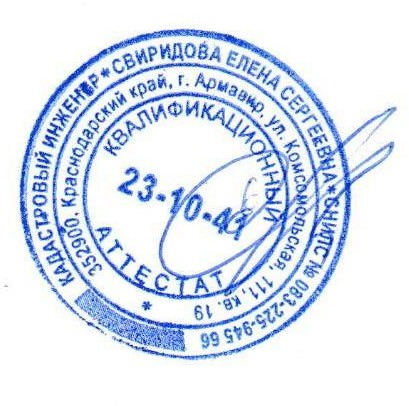 КАДАСТРОВЫЙ ИНЖЕНЕР * СВИРИДОВА ЕЛЕНА СЕРГЕЕВНА * СНИЛС № 083-225-945 66
352900, Краснодарский край, г. Армавир, ул. Комсомольская, 111, кв. 19
КВАЛИФИКАЦИОННЫЙ
23-10-41
АТТЕСТАТ
*